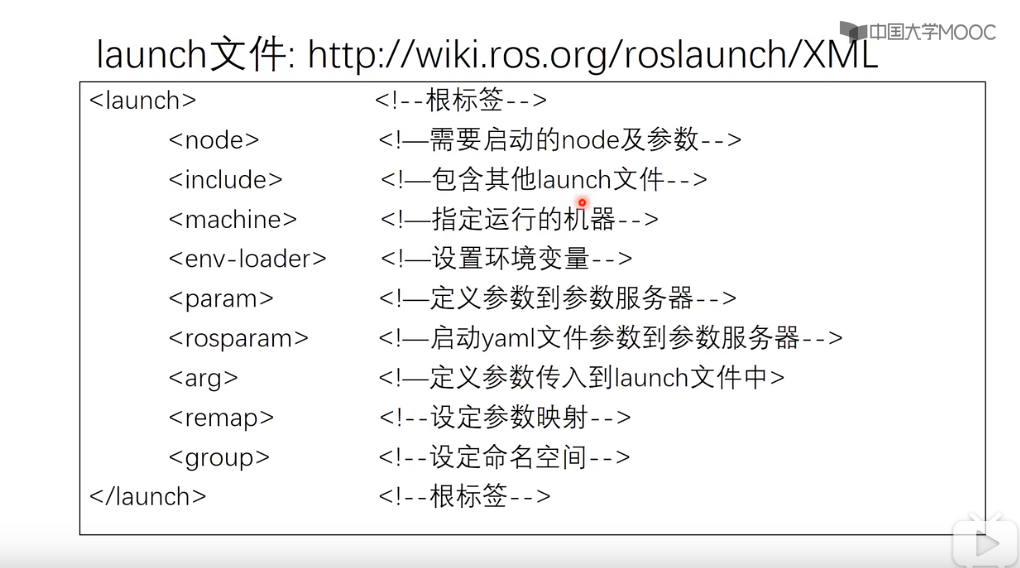 中国大学MOOC
launch文件: http://wiki.ros.org/roslaunch/XML
<launch> <!--根标签-->
<node> <!—需要启动的node及参数-->
<include> <!—包含其他launch文件-->
<machine> <!—指定运行的机器-->
<env-loader> <!—设置环境变量-->
<param> <!—定义参数到参数服务器-->
<rosparam> <!—启动yaml文件参数到参数服务器-->
<arg> <!—定义参数传入到launch文件中>
<remap> <!--设定参数映射-->
<group> <!--设定命名空间-->
</launch> <!--根标签-->